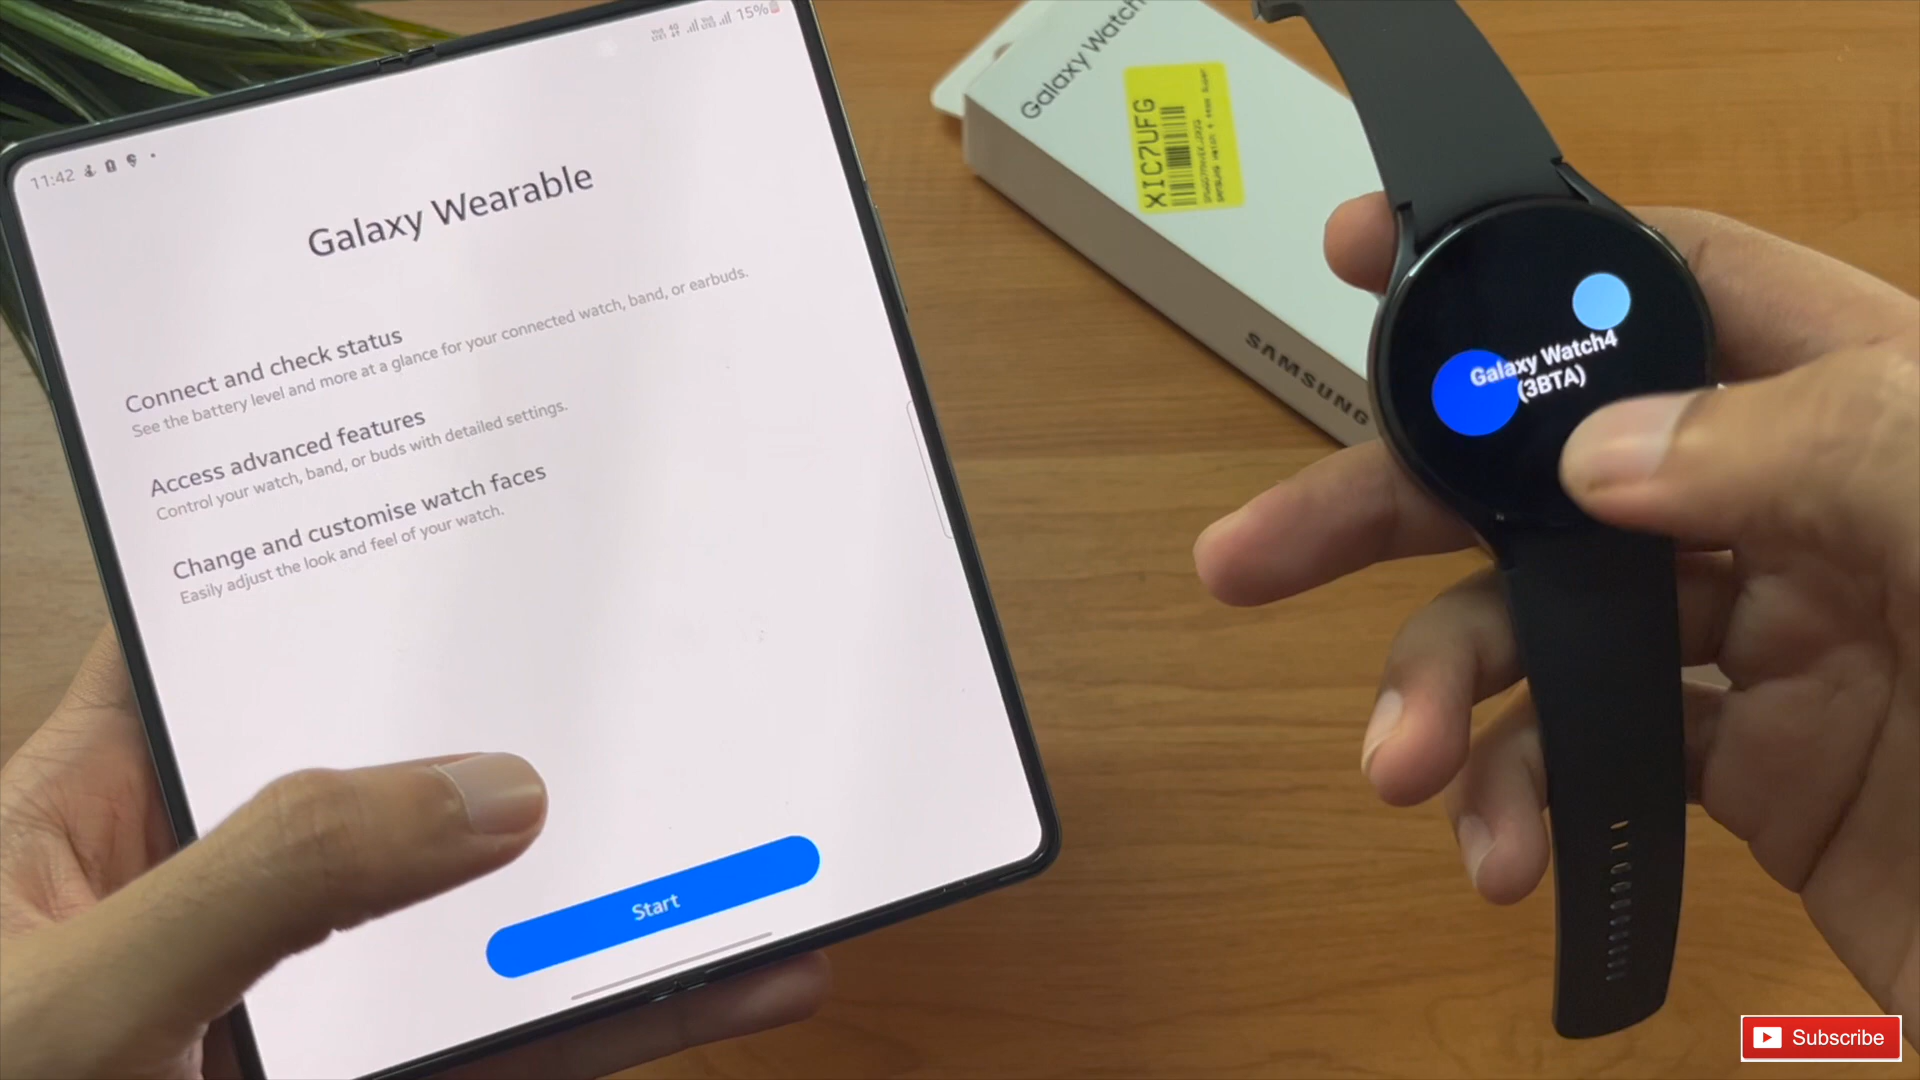 11:42
15%
Galaxy Wearable
Connect and check status
See the battery level and more at a glance for your connected watch, band, or earbuds.
Access advanced features
Control your watch, band, or buds with detailed settings.
Change and customise watch faces
Easily adjust the look and feel of your watch.
Start
Galaxy Watch
XIC7UFG
SAMSUNG
Galaxy Watch4
(3BTA)
Subscribe